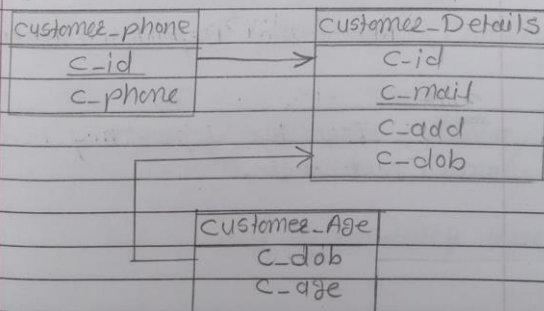 customer_phone
c_id
c_phone
customer_Details
c_id
c_mail
c_add
c_dob
customer_Age
c_dob
c_age